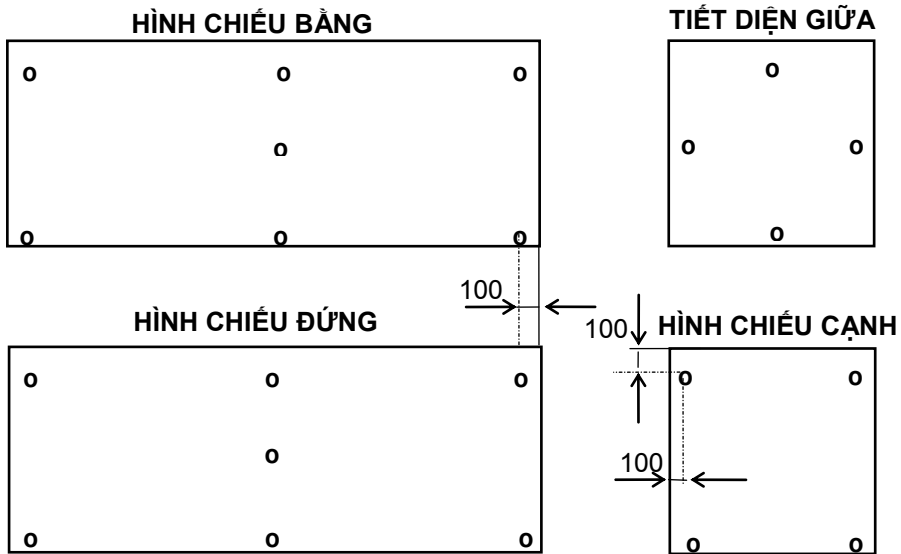 HÌNH CHIẾU BẰNG
TIẾT DIỆN GIỮA
o o o o
o o o
o o o o
100
HÌNH CHIẾU ĐỨNG
100
HÌNH CHIẾU CẠNH
o o o o o
o
100
o o o o o